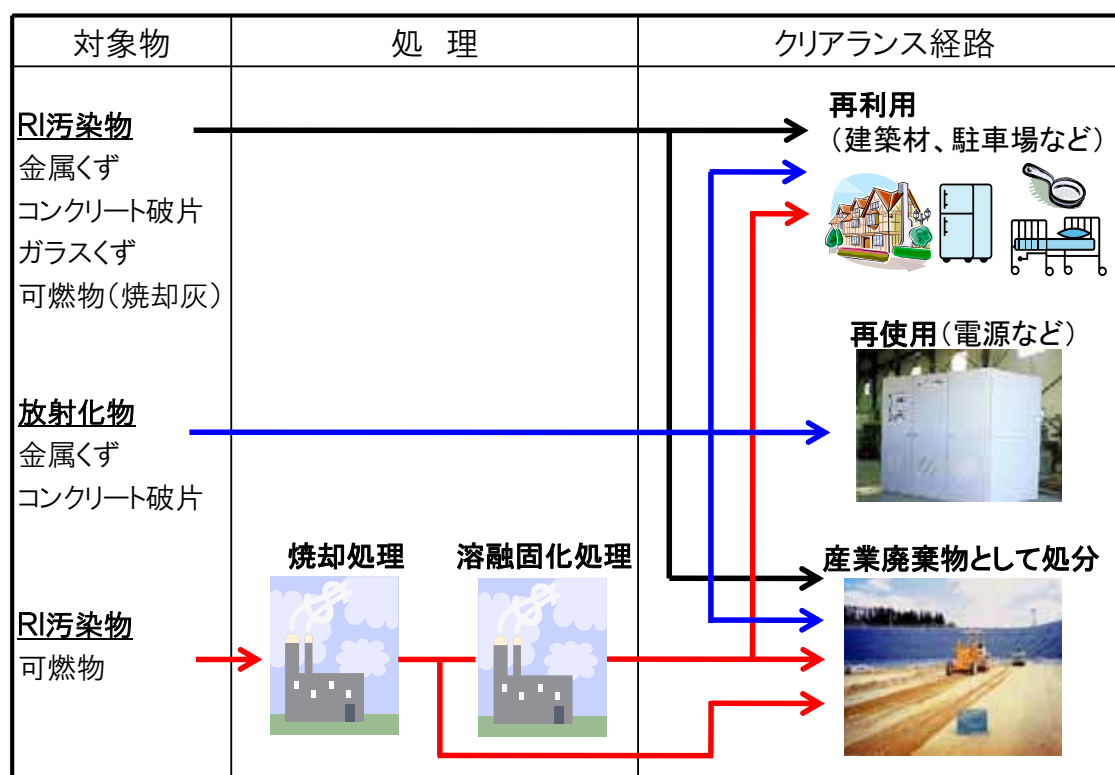 対象物
処 理
クリアランス経路
RI汚染物
金属くず
コンクリート破片
ガラスくず
可燃物(焼却灰)
再利用
(建築材、駐車場など)
再使用(電源など)
放射化物
金属くず
コンクリート破片
焼却処理
溶融固化処理
産業廃棄物として処分
RI汚染物
可燃物